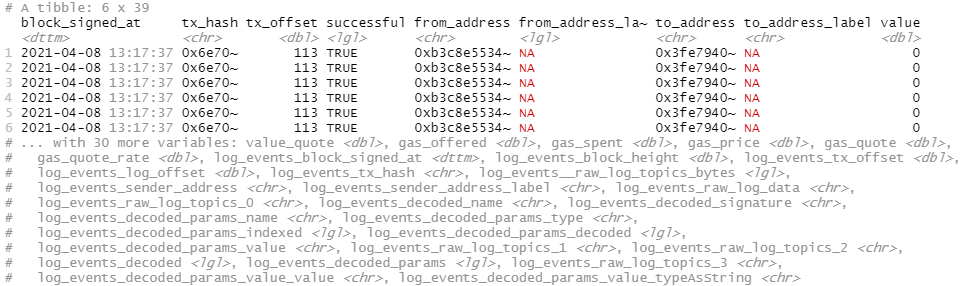 # A tibble: 6 x 39
block_signed_at tx_hash tx_offset successful from_address from_address_la~ to_address to_address_label value
<dttm> <chr> <dbl> <lgl> <chr> <lgl> <chr> <chr> <dbl>
1 2021-04-08 13:17:37 0x6e70~ 113 TRUE 0xb3c8e5534~ NA 0x3fe7940~ NA 0
2 2021-04-08 13:17:37 0x6e70~ 113 TRUE 0xb3c8e5534~ NA 0x3fe7940~ NA 0
3 2021-04-08 13:17:37 0x6e70~ 113 TRUE 0xb3c8e5534~ NA 0x3fe7940~ NA 0
4 2021-04-08 13:17:37 0x6e70~ 113 TRUE 0xb3c8e5534~ NA 0x3fe7940~ NA 0
5 2021-04-08 13:17:37 0x6e70~ 113 TRUE 0xb3c8e5534~ NA 0x3fe7940~ NA 0
6 2021-04-08 13:17:37 0x6e70~ 113 TRUE 0xb3c8e5534~ NA 0x3fe7940~ NA 0
# ... with 30 more variables: value_quote <dbl>, gas_offered <dbl>, gas_spent <dbl>, gas_price <dbl>, gas_quote <dbl>,
# gas_quote_rate <dbl>, log_events_block_signed_at <dttm>, log_events_block_height <dbl>, log_events_tx_offset <dbl>,
# log_events_log_offset <dbl>, log_events_tx_hash <chr>, log_events__raw_log_topics_bytes <lgl>,
# log_events_sender_address <chr>, log_events_sender_address_label <chr>, log_events_raw_log_data <chr>,
# log_events_raw_log_topics_0 <chr>, log_events_decoded_name <chr>, log_events_decoded_signature <chr>,
# log_events_decoded_params_name <chr>, log_events_decoded_params_type <chr>,
# log_events_decoded_params_indexed <lgl>, log_events_decoded_params_decoded <lgl>,
# log_events_decoded_params_value <chr>, log_events_raw_log_topics_1 <chr>, log_events_raw_log_topics_2 <chr>,
# log_events_decoded <lgl>, log_events_decoded_params <lgl>, log_events_raw_log_topics_3 <chr>,
# log_events_decoded_params_value_value <chr>, log_events_decoded_params_value_typeAsString <chr>